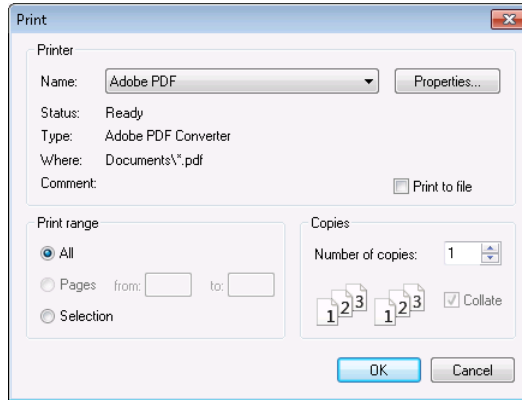 Print
Printer
Name: Adobe PDF Properties...
Status: Ready
Type: Adobe PDF Converter
Where: Documents\*.pdf
Comment: Print to file
Print range
All
Pages from: to:
Selection
Copies
Number of copies: 1
1 2 3 1 2 3
Collate
OK Cancel